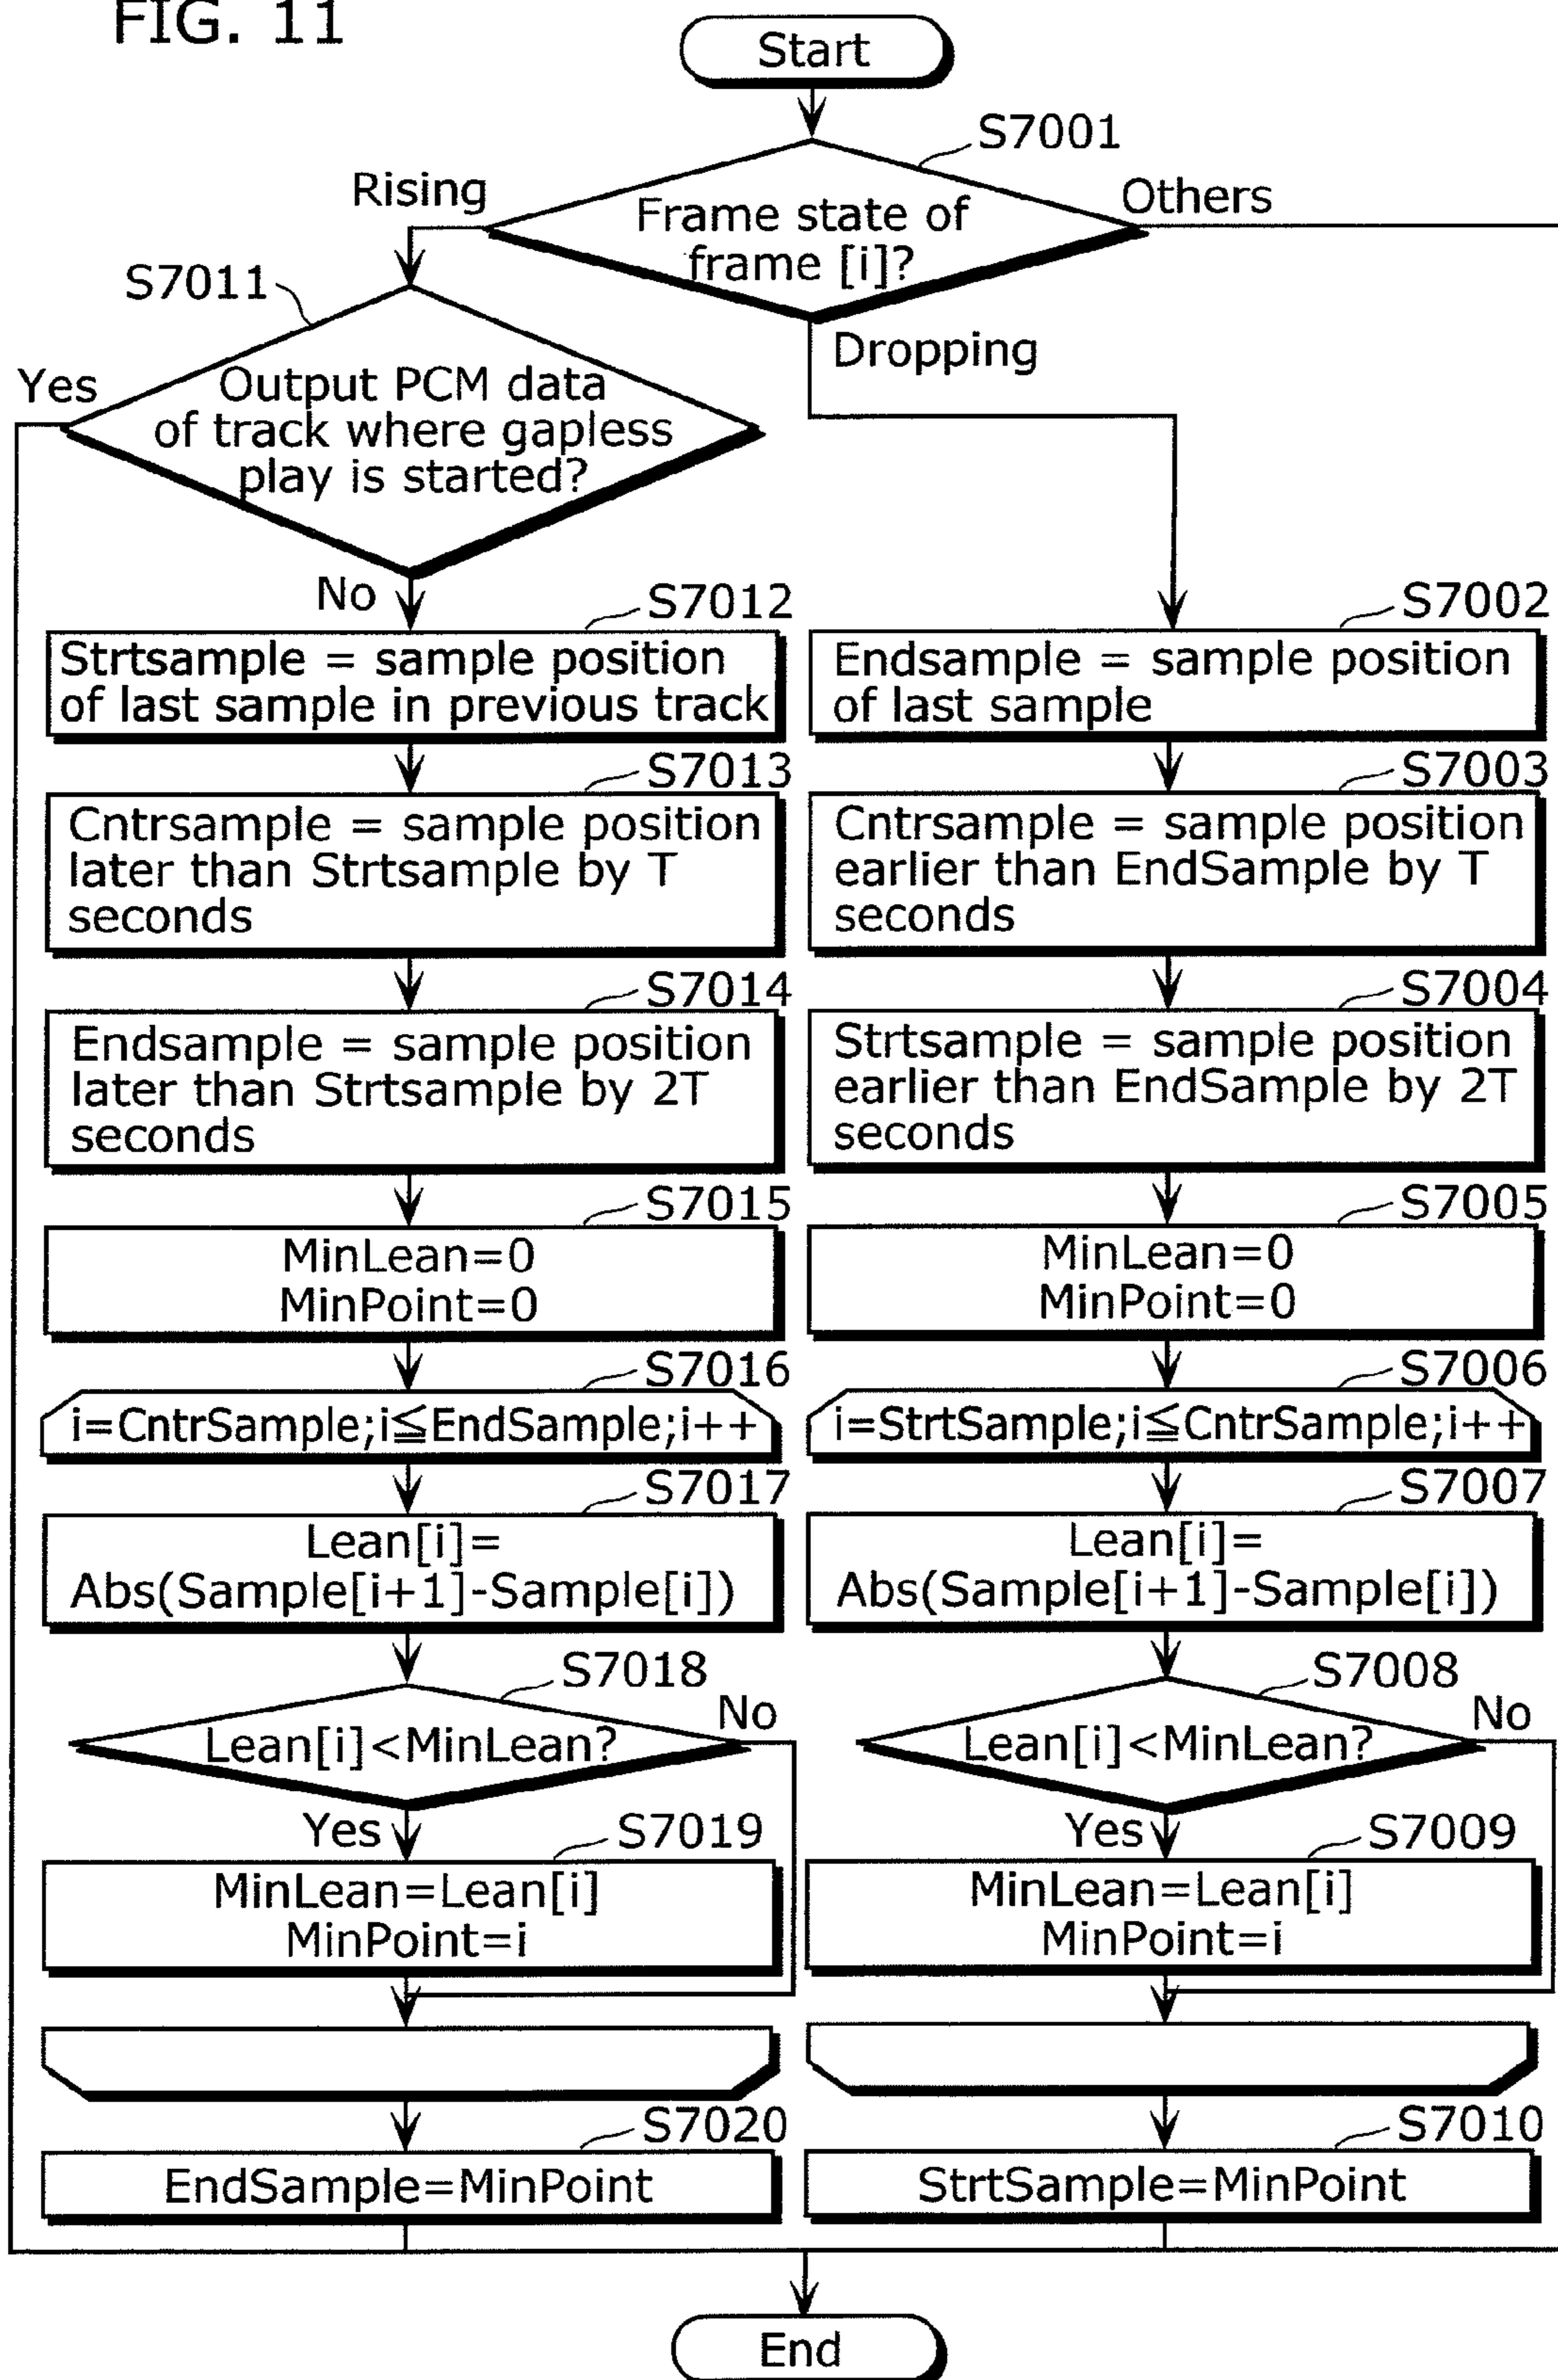 FIG. 11
Start
S7001
Rising
Others
Frame state of
frame [i]?
S7011
Dropping
Yes
Output PCM data
of track where gapless
play is started?
No
S7012
Strtsample = sample position
of last sample in previous track
S7013
Cntrsample = sample position
later than Strtsample by T
seconds
S7014
Endsample = sample position
later than Strtsample by 2T
seconds
S7015
MinLean=0
MinPoint=0
S7016
i=CntrSample;i≦EndSample;i++
S7017
Lean[i]=
Abs(Sample[i+1]-Sample[i])
S7018
No
Lean[i]<MinLean?
Yes
S7019
MinLean=Lean[i]
MinPoint=i
S7020
EndSample=MinPoint
S7002
Endsample = sample position
of last sample
S7003
Cntrsample = sample position
earlier than EndSample by T
seconds
S7004
Strtsample = sample position
earlier than EndSample by 2T
seconds
S7005
MinLean=0
MinPoint=0
S7006
i=StrtSample;i≦CntrSample;i++
S7007
Lean[i]=
Abs(Sample[i+1]-Sample[i])
S7008
No
Lean[i]<MinLean?
Yes
S7009
MinLean=Lean[i]
MinPoint=i
S7010
StrtSample=MinPoint
End